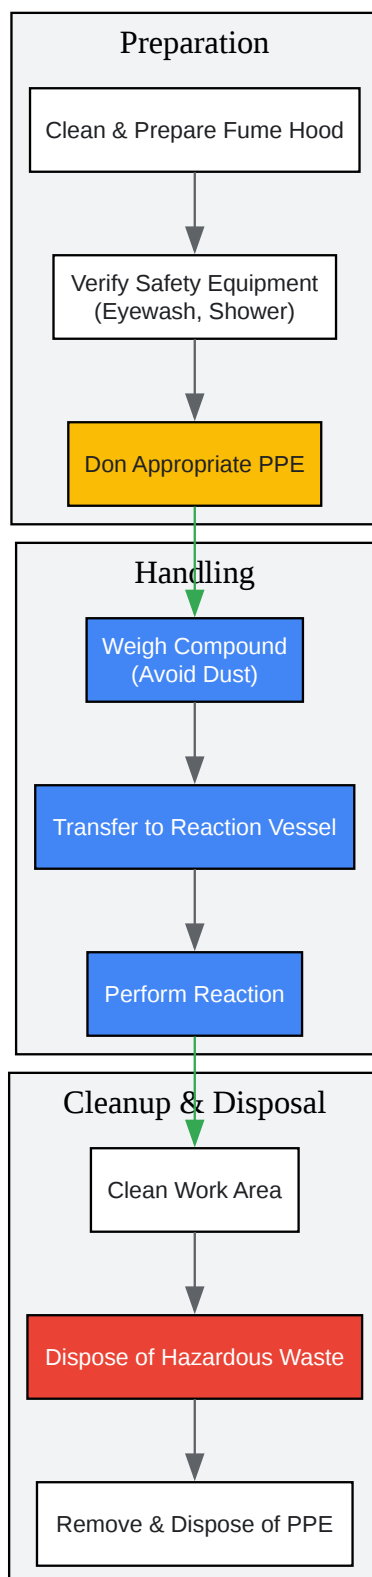 Preparation
Clean & Prepare Fume Hood
Verify Safety Equipment
(Eyewash, Shower)
Don Appropriate PPE
Handling
Weigh Compound
(Avoid Dust)
Transfer to Reaction Vessel
Perform Reaction
Cleanup & Disposal
Clean Work Area
Dispose of Hazardous Waste
Remove & Dispose of PPE